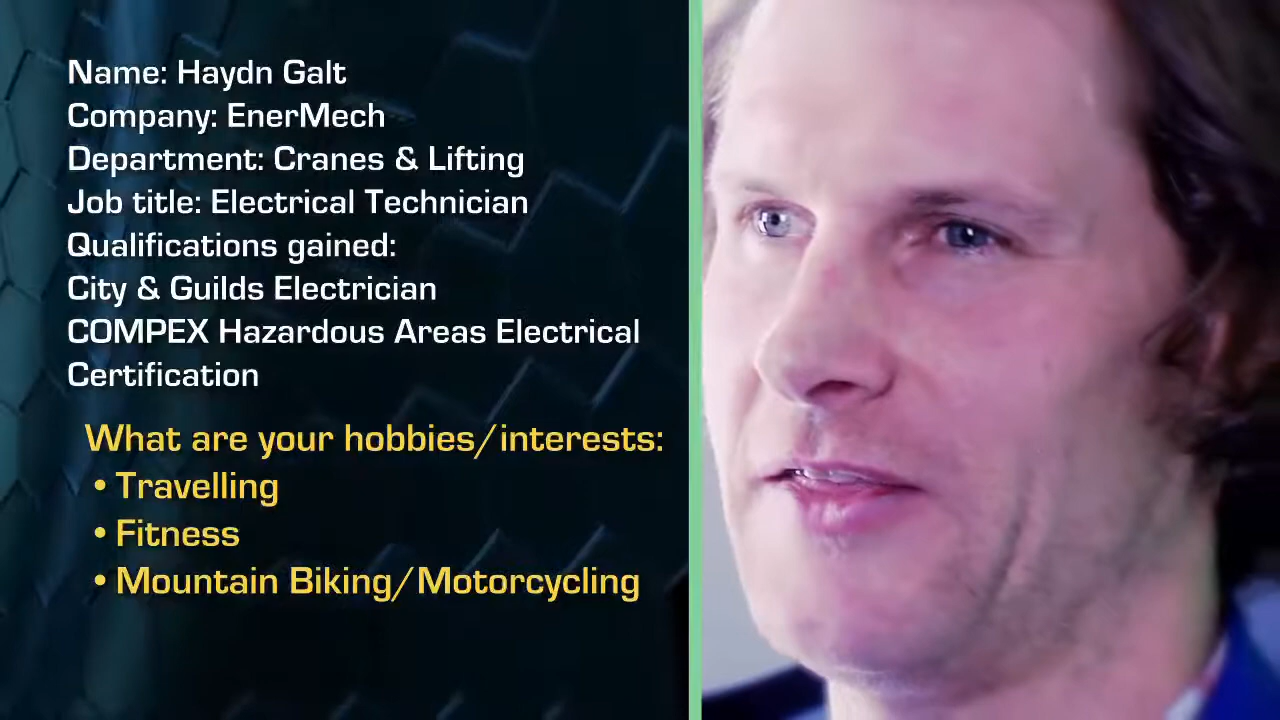 Name: Haydn Galt
Company: EnerMech
Department: Cranes & Lifting
Job title: Electrical Technician
Qualifications gained:
City & Guilds Electrician
COMPEX Hazardous Areas Electrical
Certification
What are your hobbies/interests:
• Travelling
• Fitness
• Mountain Biking/Motorcycling